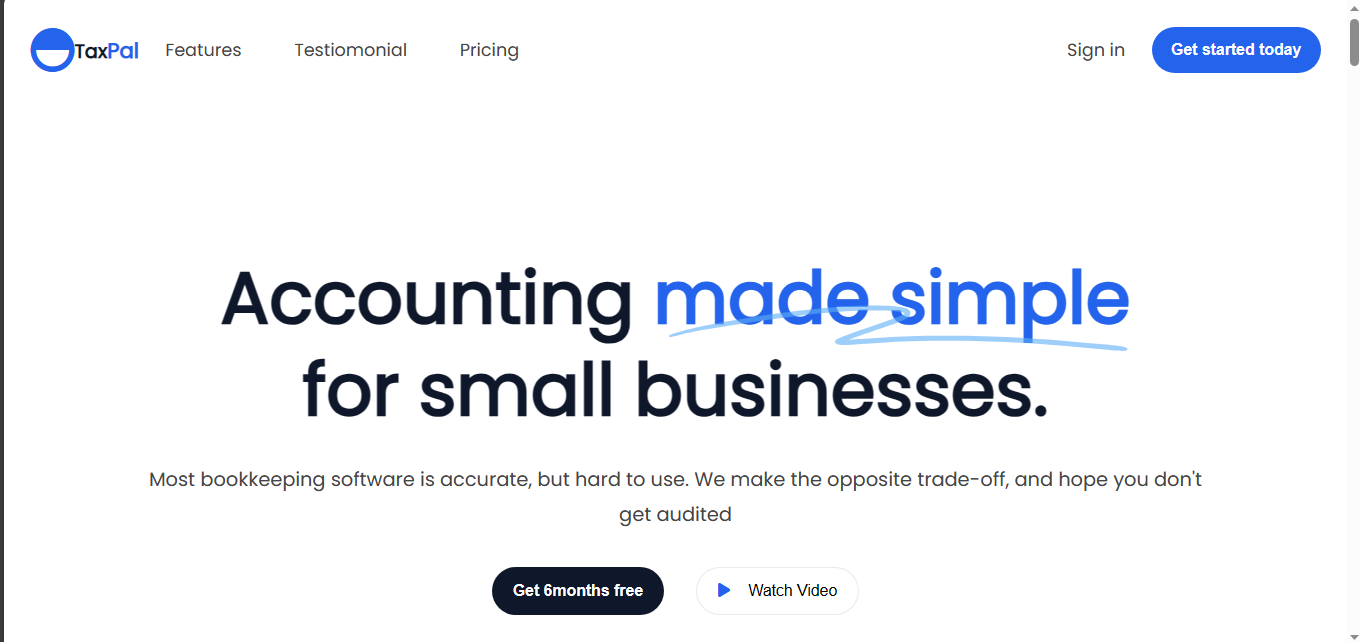 TaxPal Features Testiomonial Pricing Sign in Get started today
Accounting made simple
for small businesses.
Most bookkeeping software is accurate, but hard to use. We make the opposite trade-off, and hope you don't
get audited
Get 6months free Watch Video